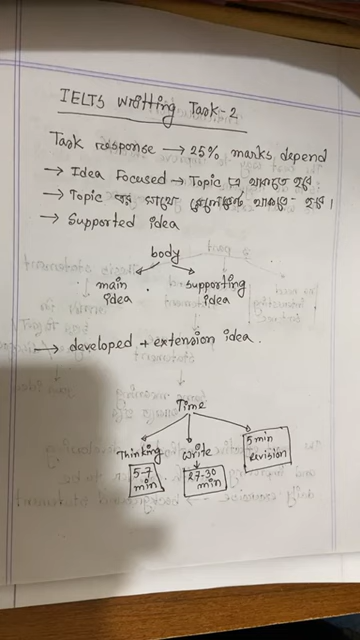 IELTS writting Task-2
Task response → 25% marks depend
→ Idea Focused → Topic এ থাকতে হবে
→ Topic এর সাথে থাকতে হবে।
→ Supported idea
body
main idea
supporting idea
→ developed + extension idea.
Time
Thinking write 5 min revision
5-7 min
27-30 min